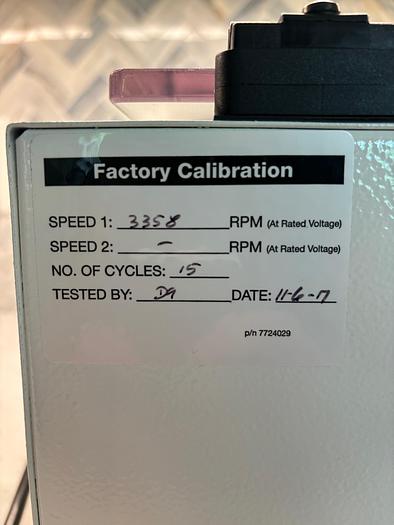 Factory Calibration
SPEED 1: 3358 RPM (At Rated Voltage)
SPEED 2: - RPM (At Rated Voltage)
NO. OF CYCLES: 15
TESTED BY: DATE: 11-6-17
p/n 7724029